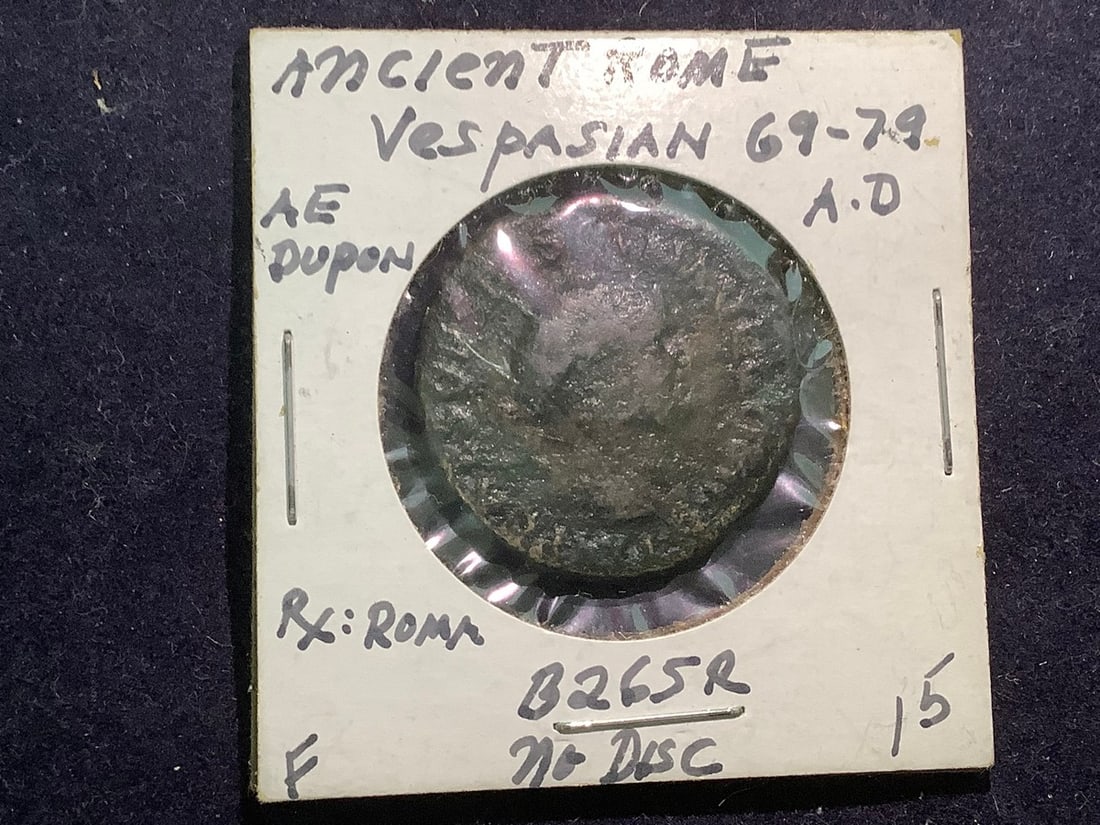 ANCIENT ROME
VESPASIAN 69-79
AE
A.D
DUPON
Rx: ROMA
B265R
15
NO DISC
F